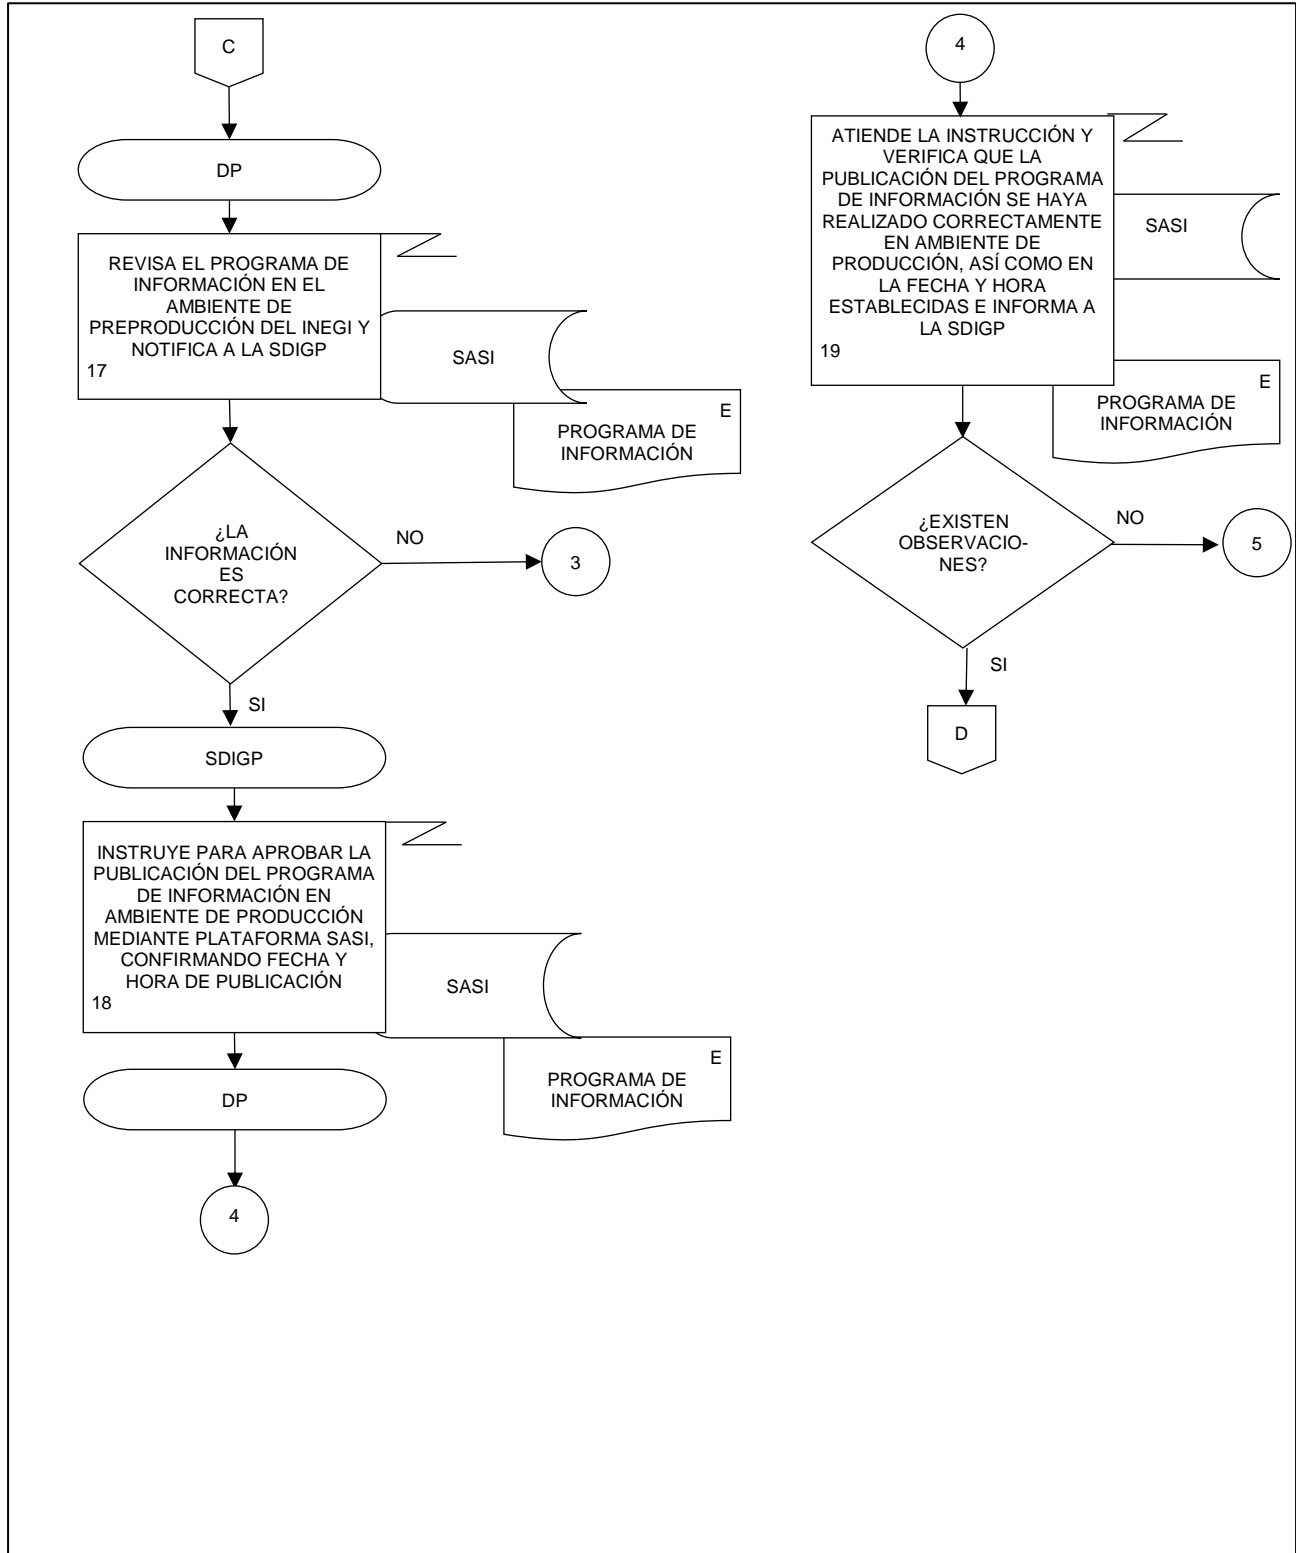 C
DP
REVISA EL PROGRAMA DE
INFORMACIÓN EN EL
AMBIENTE DE
PREPRODUCCIÓN DEL INEGI Y
NOTIFICA A LA SDIGP
17
SASI
E
PROGRAMA DE
INFORMACIÓN
¿LA
INFORMACIÓN
ES
CORRECTA?
NO
3
SI
SDIGP
INSTRUYE PARA APROBAR LA
PUBLICACIÓN DEL PROGRAMA
DE INFORMACIÓN EN
AMBIENTE DE PRODUCCIÓN
MEDIANTE PLATAFORMA SASI,
CONFIRMANDO FECHA Y
HORA DE PUBLICACIÓN
18
SASI
E
PROGRAMA DE
INFORMACIÓN
DP
4
4
ATIENDE LA INSTRUCCIÓN Y
VERIFICA QUE LA
PUBLICACIÓN DEL PROGRAMA
DE INFORMACIÓN SE HAYA
REALIZADO CORRECTAMENTE
EN AMBIENTE DE
PRODUCCIÓN, ASÍ COMO EN
LA FECHA Y HORA
ESTABLECIDAS E INFORMA A
LA SDIGP
19
SASI
E
PROGRAMA DE
INFORMACIÓN
¿EXISTEN
OBSERVACIO-
NES?
NO
5
SI
D